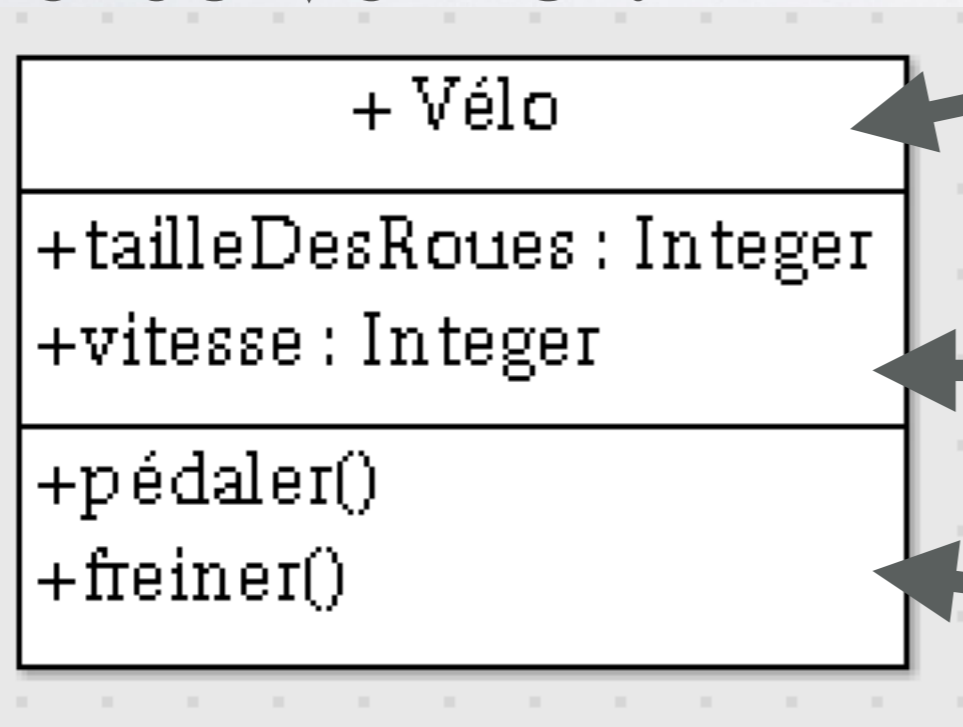 + Vélo
+tailleDesRoues : Integer
+vitesse : Integer
+pédaler()
+freiner()